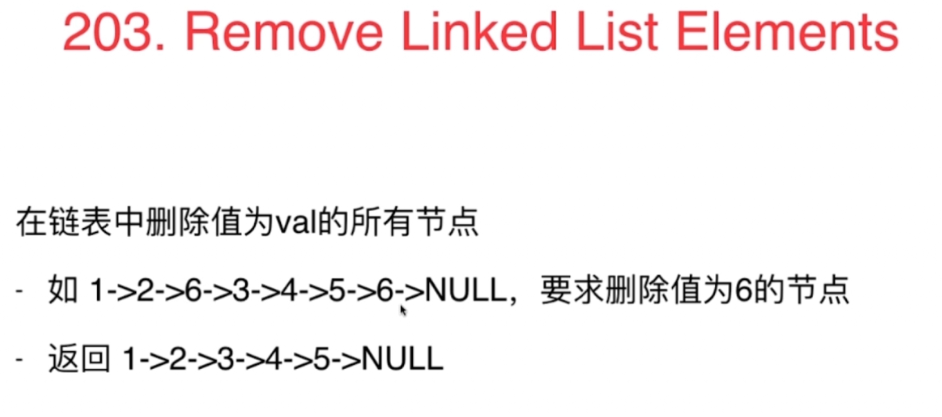 203. Remove Linked List Elements
在链表中删除值为val的所有节点
- 如 1->2->6->3->4->5->6->NULL，要求删除值为6的节点
- 返回 1->2->3->4->5->NULL